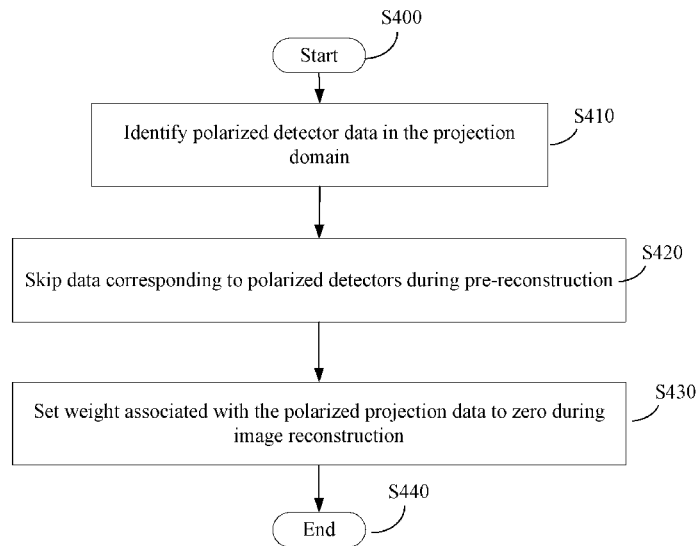 S400
Start
S410
Identify polarized detector data in the projection
domain
S420
Skip data corresponding to polarized detectors during pre-reconstruction
S430
Set weight associated with the polarized projection data to zero during
image reconstruction
S440
End